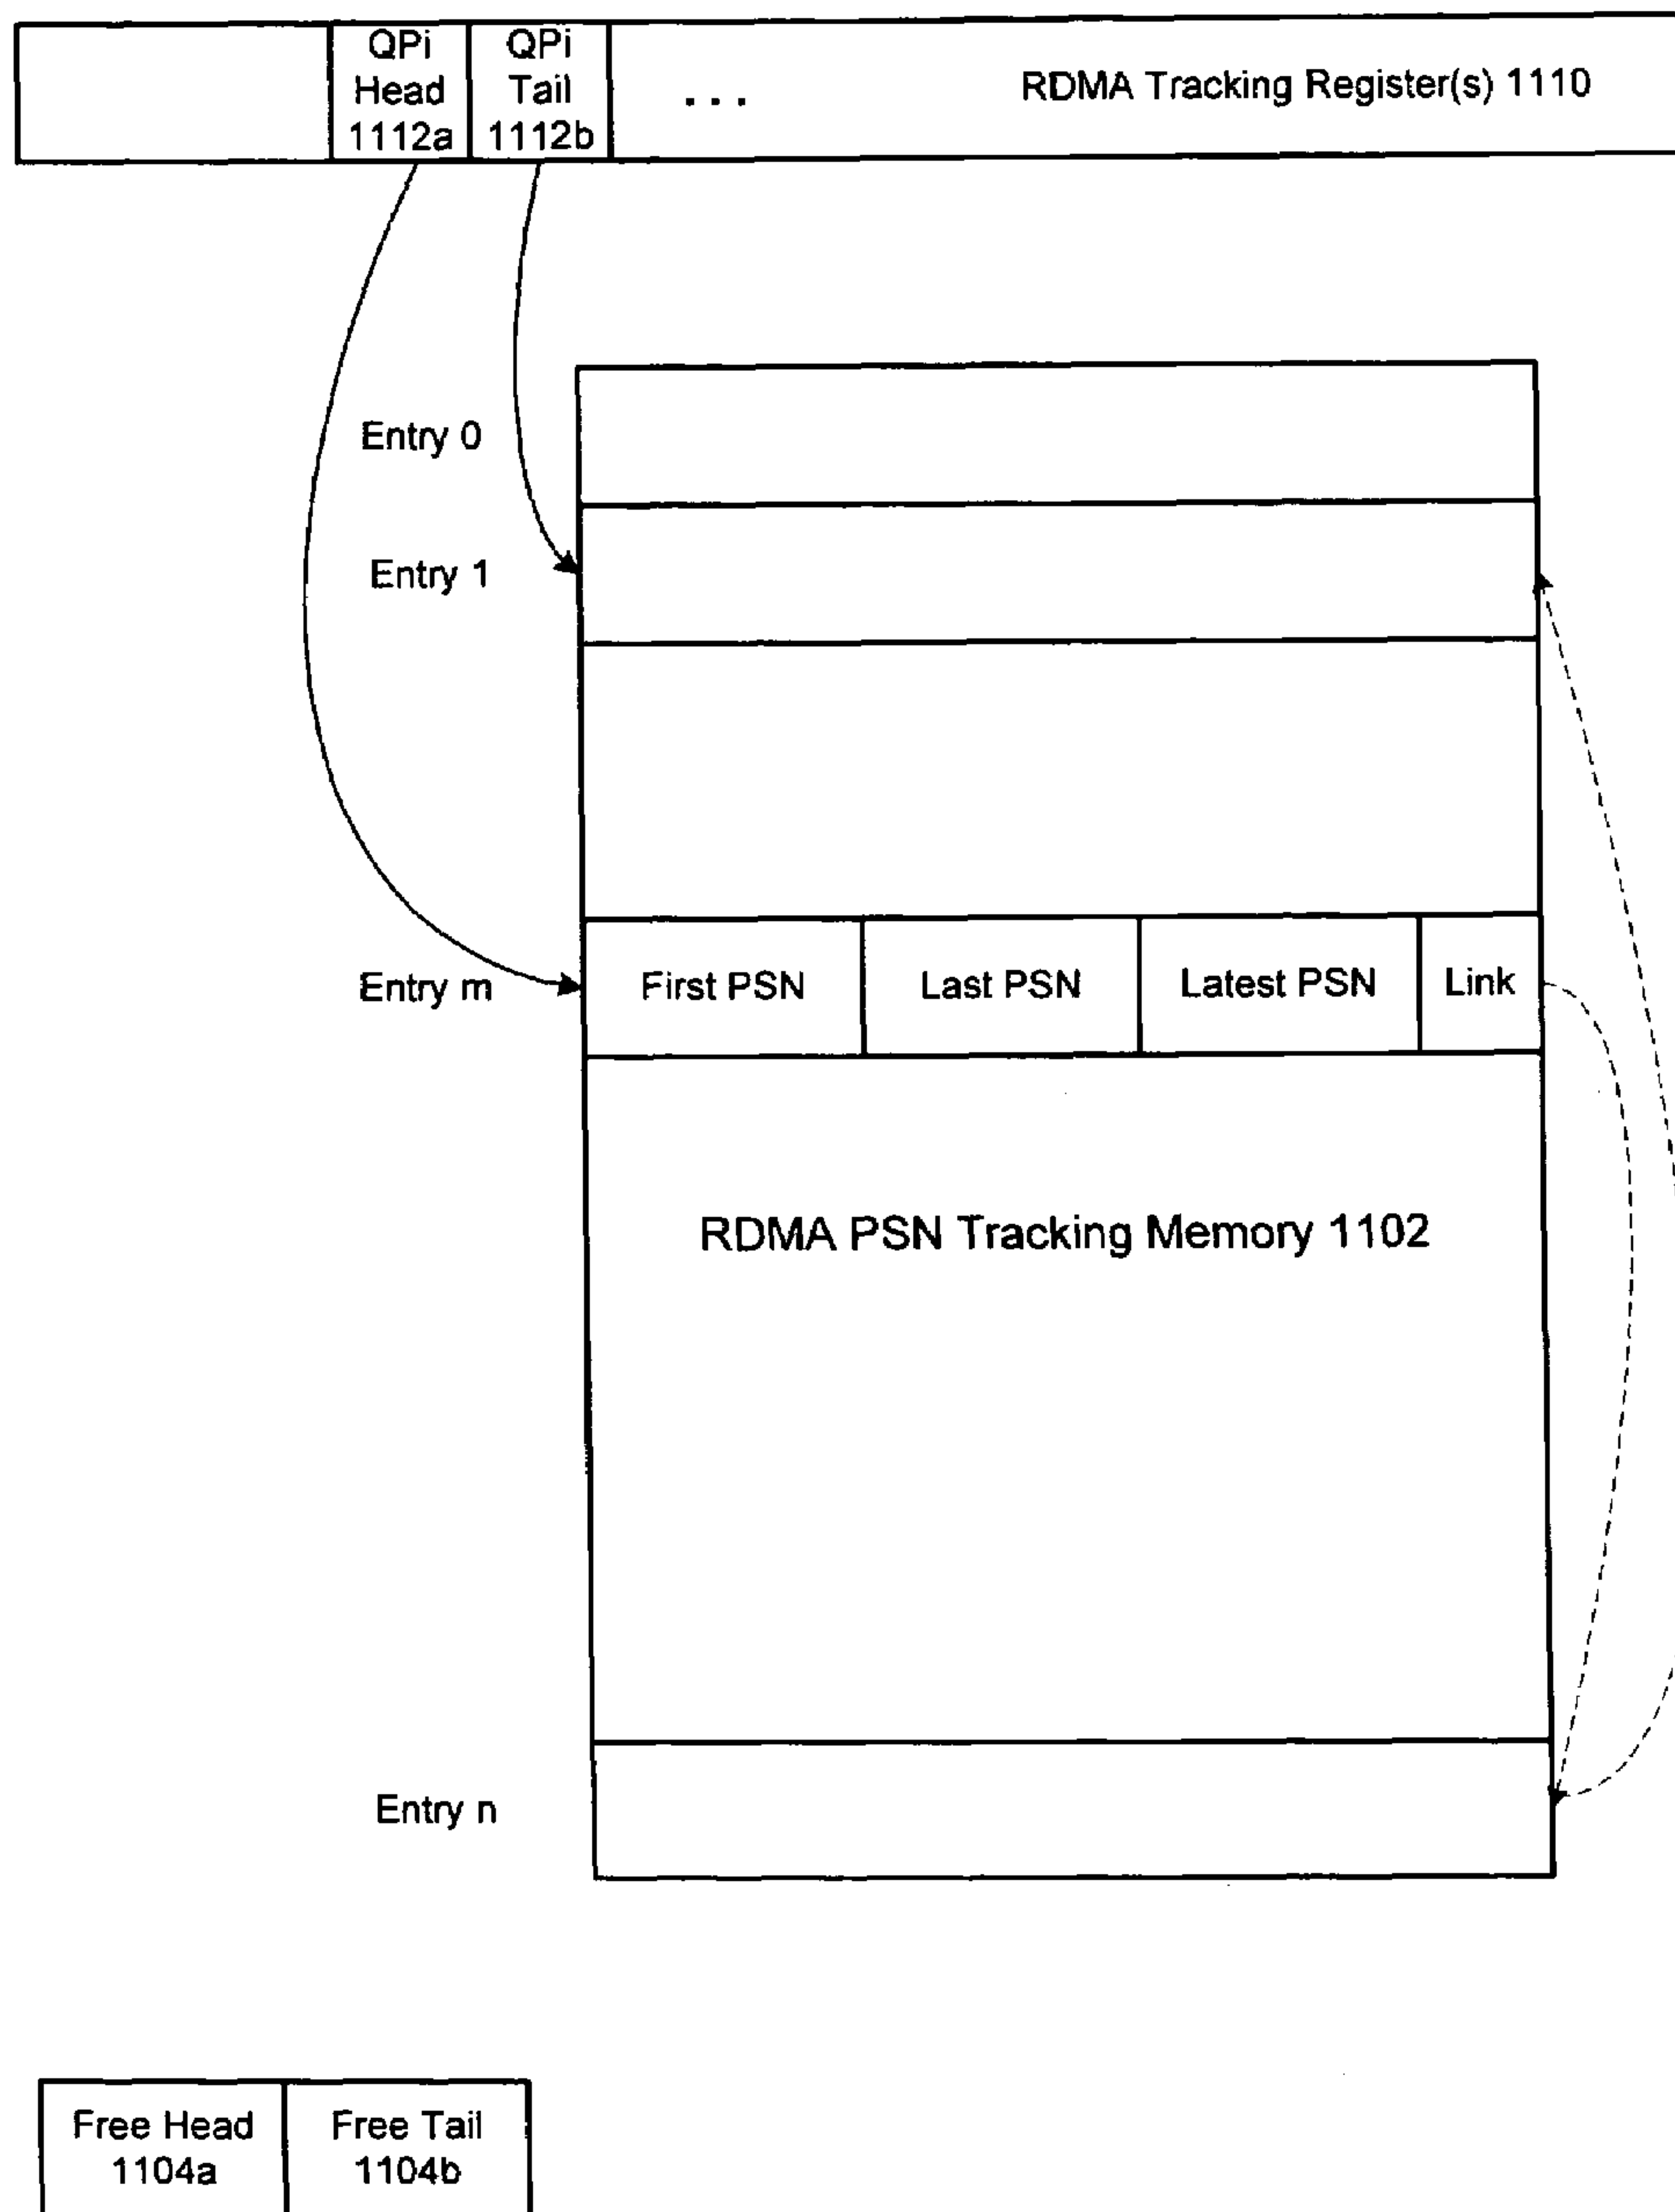 QPi
Head
1112a
QPi
Tail
1112b
...
RDMA Tracking Register(s) 1110
Entry 0
Entry 1
Entry m
First PSN
Last PSN
Latest PSN
Link
RDMA PSN Tracking Memory 1102
Entry n
Free Head
1104a
Free Tail
1104b